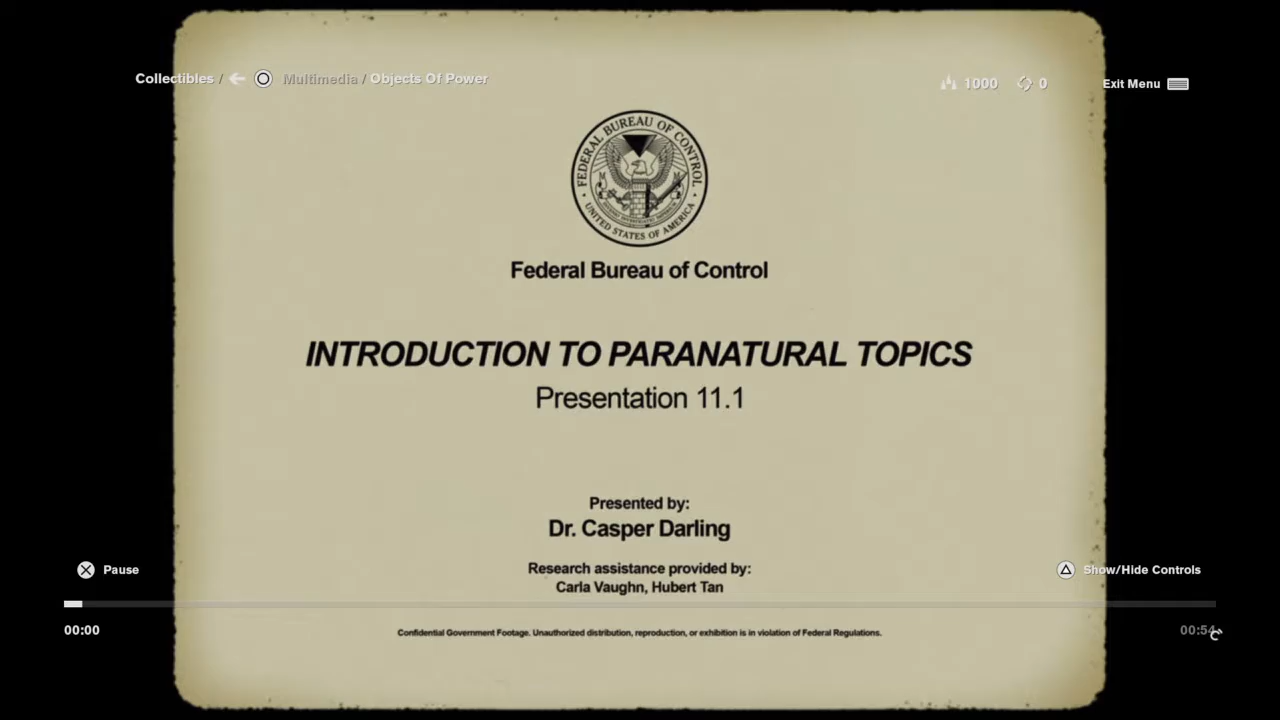 Collectibles / Multimedia / Objects Of Power
1000
0
Exit Menu
FEDERAL BUREAU OF CONTROL
UNITED STATES OF AMERICA
Federal Bureau of Control
INTRODUCTION TO PARANATURAL TOPICS
Presentation 11.1
Presented by:
Dr. Casper Darling
Research assistance provided by:
Carla Vaughn, Hubert Tan
Pause
Show/Hide Controls
00:00
00:54
Confidential Government Footage. Unauthorized distribution, reproduction, or exhibition is in violation of Federal Regulations.